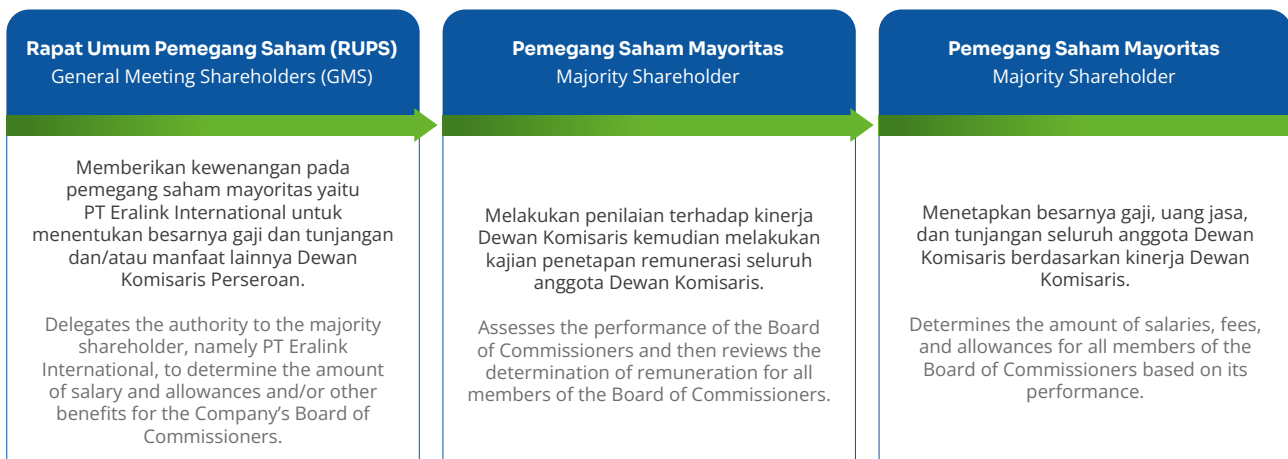 Rapat Umum Pemegang Saham (RUPS)
General Meeting Shareholders (GMS)
Memberikan kewenangan pada
pemegang saham mayoritas yaitu
PT Eralink International untuk
menentukan besarnya gaji dan tunjangan
dan/atau manfaat lainnya Dewan
Komisaris Perseroan.
Delegates the authority to the majority
shareholder, namely PT Eralink
International, to determine the amount
of salary and allowances and/or other
benefits for the Company’s Board of
Commissioners.
Pemegang Saham Mayoritas
Majority Shareholder
Melakukan penilaian terhadap kinerja
Dewan Komisaris kemudian melakukan
kajian penetapan remunerasi seluruh
anggota Dewan Komisaris.
Assesses the performance of the Board
of Commissioners and then reviews the
determination of remuneration for all
members of the Board of Commissioners.
Pemegang Saham Mayoritas
Majority Shareholder
Menetapkan besarnya gaji, uang jasa,
dan tunjangan seluruh anggota Dewan
Komisaris berdasarkan kinerja Dewan
Komisaris.
Determines the amount of salaries, fees,
and allowances for all members of the
Board of Commissioners based on its
performance.